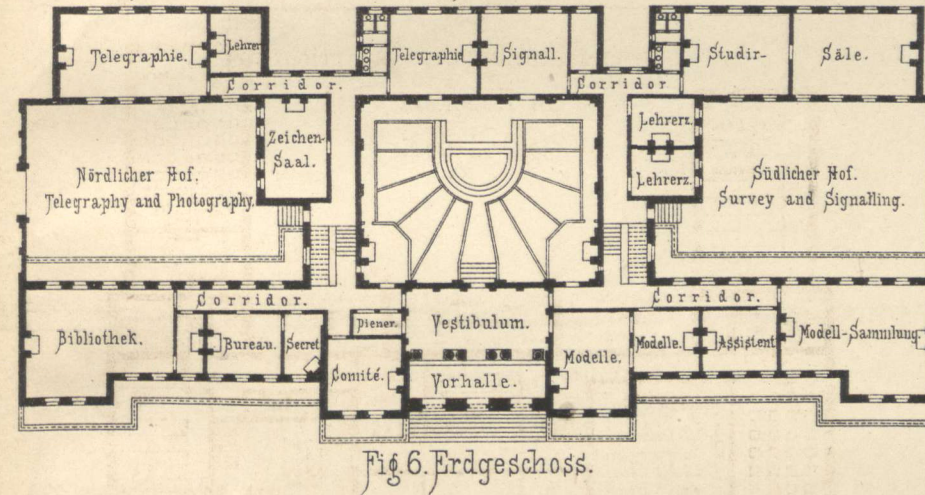 Telegraphie.
Lehrer
Telegraphie
Signall.
Studir-
Säle.
Corridor.
Corridor
Zeichen-
Saal.
Lehrerz.
Lehrerz.
Nördlicher Hof.
Telegraphy and Photography.
Südlicher Hof.
Survey and Signalling.
Corridor.
Corridor.
Bibliothek.
Bureau.
Secret.
Diener.
Comité.
Vestibulum.
Vorhalle.
Modelle.
Modelle.
Assistent
Modell-Sammlung.
Fig. 6. Erdgeschoss.